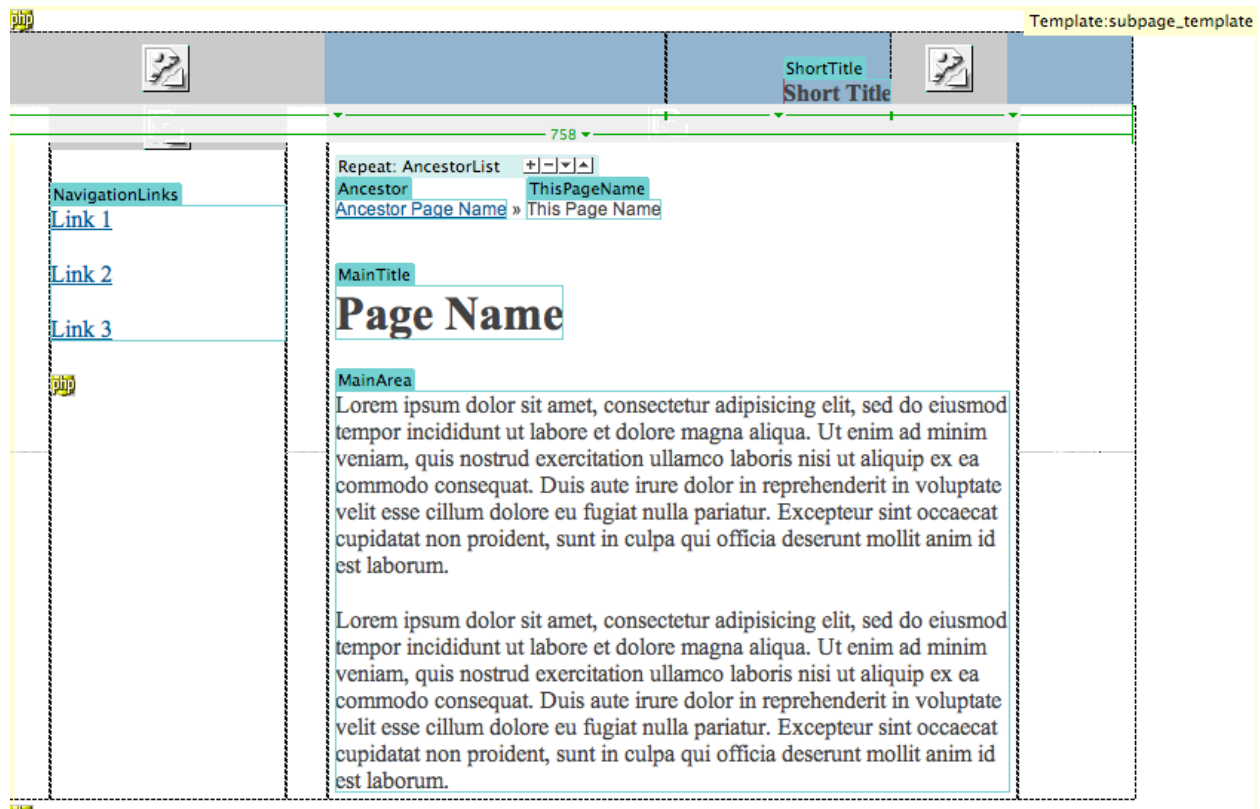 php
Template:subpage_template
ShortTitle
Short Title
758
Repeat: AncestorList
Ancestor ThisPageName
Ancestor Page Name » This Page Name
NavigationLinks
Link 1
Link 2
Link 3
php
MainTitle
Page Name
MainArea
Lorem ipsum dolor sit amet, consectetur adipisicing elit, sed do eiusmod
tempor incididunt ut labore et dolore magna aliqua. Ut enim ad minim
veniam, quis nostrud exercitation ullamco laboris nisi ut aliquip ex ea
commodo consequat. Duis aute irure dolor in reprehenderit in voluptate
velit esse cillum dolore eu fugiat nulla pariatur. Excepteur sint occaecat
cupidatat non proident, sunt in culpa qui officia deserunt mollit anim id
est laborum.
Lorem ipsum dolor sit amet, consectetur adipisicing elit, sed do eiusmod
tempor incididunt ut labore et dolore magna aliqua. Ut enim ad minim
veniam, quis nostrud exercitation ullamco laboris nisi ut aliquip ex ea
commodo consequat. Duis aute irure dolor in reprehenderit in voluptate
velit esse cillum dolore eu fugiat nulla pariatur. Excepteur sint occaecat
cupidatat non proident, sunt in culpa qui officia deserunt mollit anim id
est laborum.